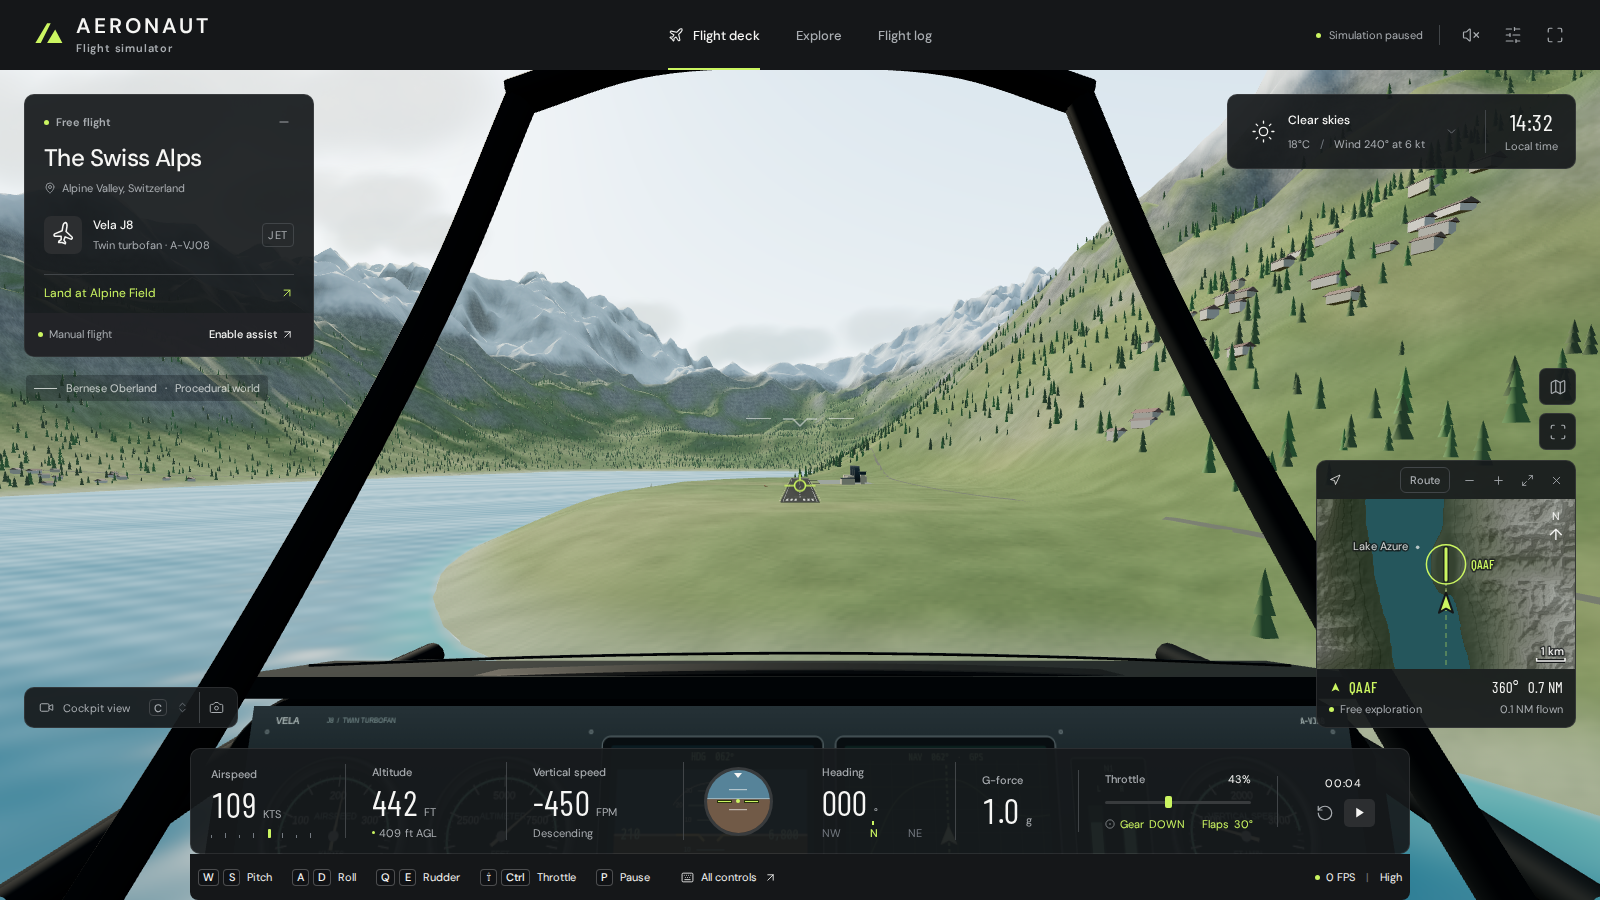 AERONAUT
Flight simulator
Flight deck
Explore
Flight log
Simulation paused
Free flight
The Swiss Alps
Alpine Valley, Switzerland
Vela J8
Twin turbofan · A-VJ08
JET
Land at Alpine Field
Manual flight
Enable assist
Bernese Oberland · Procedural world
Clear skies
18°C / Wind 240° at 6 kt
14:32
Local time
Route
N
Lake Azure
QAAF
1 km
QAAF
360° 0.7 NM
Free exploration
0.1 NM flown
Cockpit view
C
VELA
J8 / TWIN TURBOFAN
Airspeed
109 KTS
Altitude
442 FT
409 ft AGL
Vertical speed
-450 FPM
Descending
Heading
000 °
NW N NE
G-force
1.0 g
Throttle 43%
Gear DOWN Flaps 30°
00:04
W S Pitch
A D Roll
Q E Rudder
⇧ Ctrl Throttle
P Pause
All controls
0 FPS | High